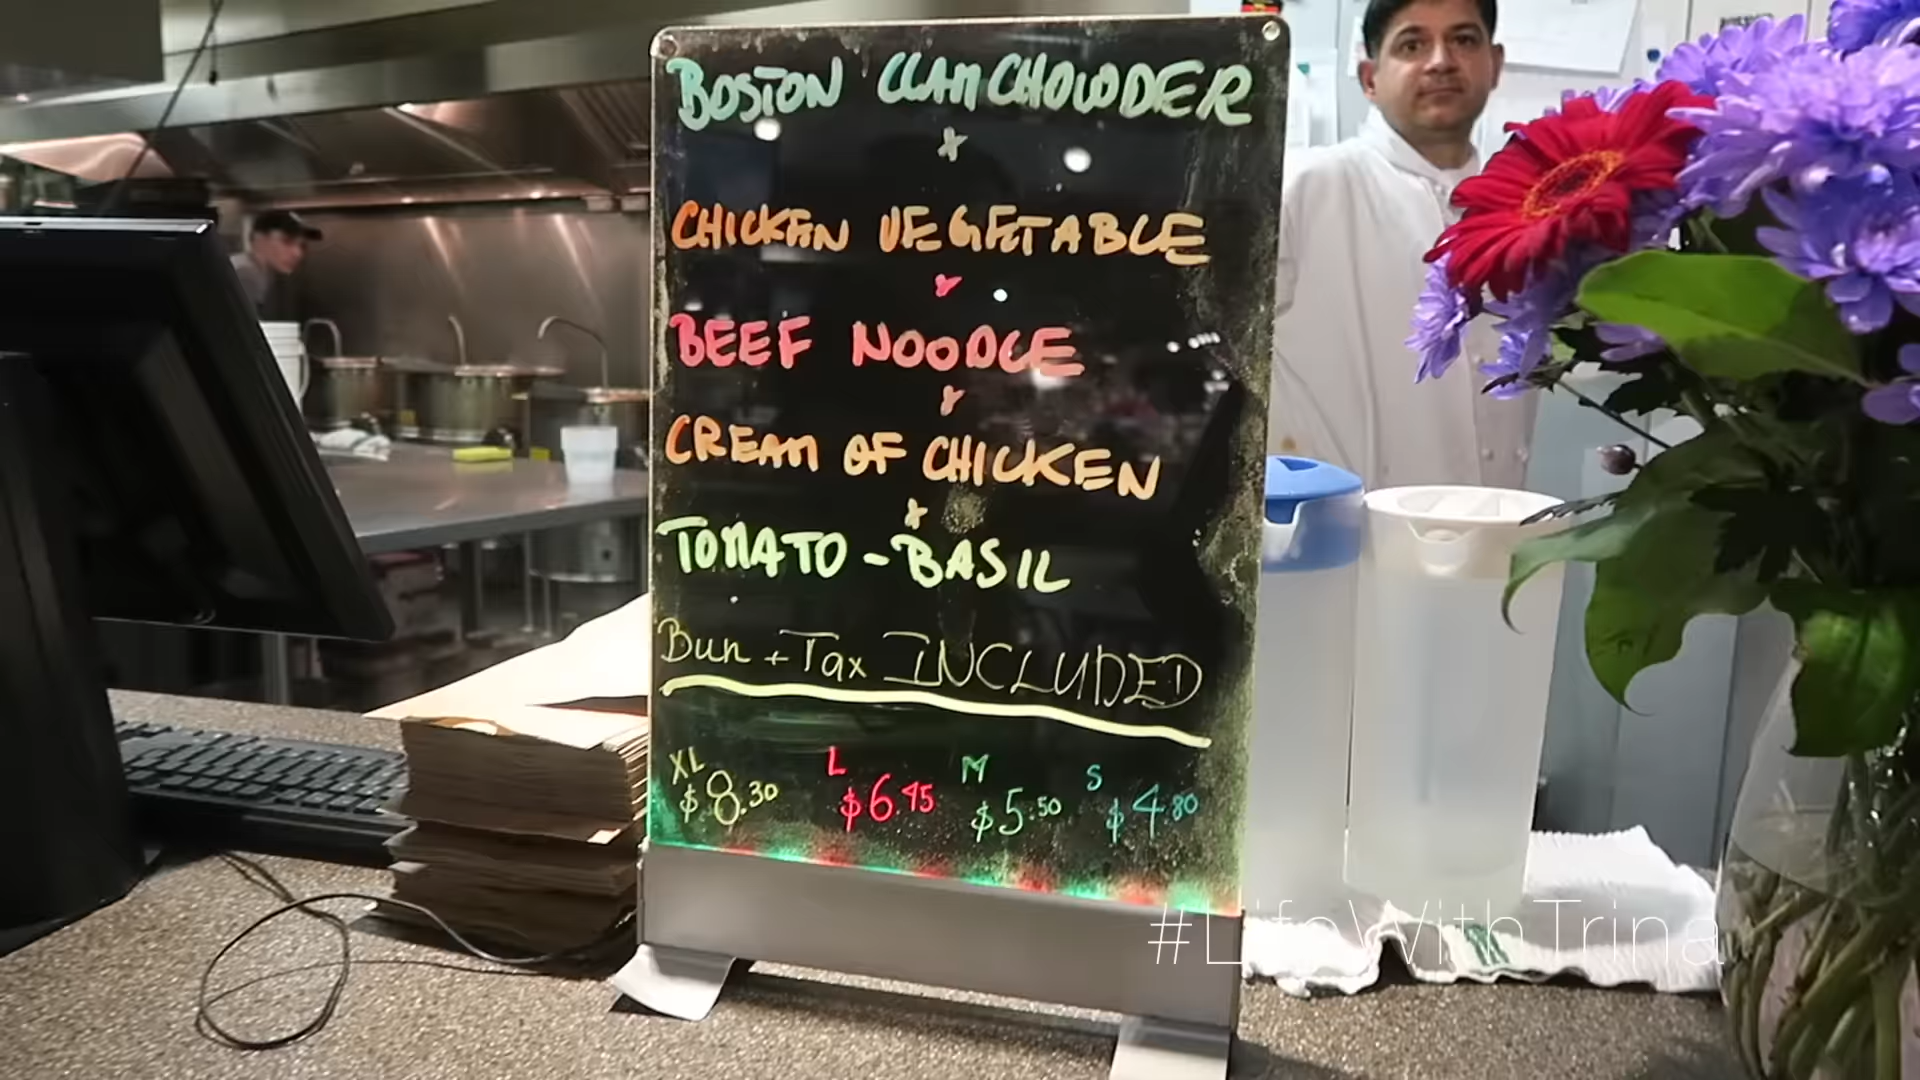 BOSTON CLAM CHOWDER
CHICKEN VEGETABLE
BEEF NOODLE
CREAM OF CHICKEN
TOMATO - BASIL
Bun + Tax INCLUDED
XL L M S
$8.30 $6.45 $5.50 $4.80
#LifeWithTrina